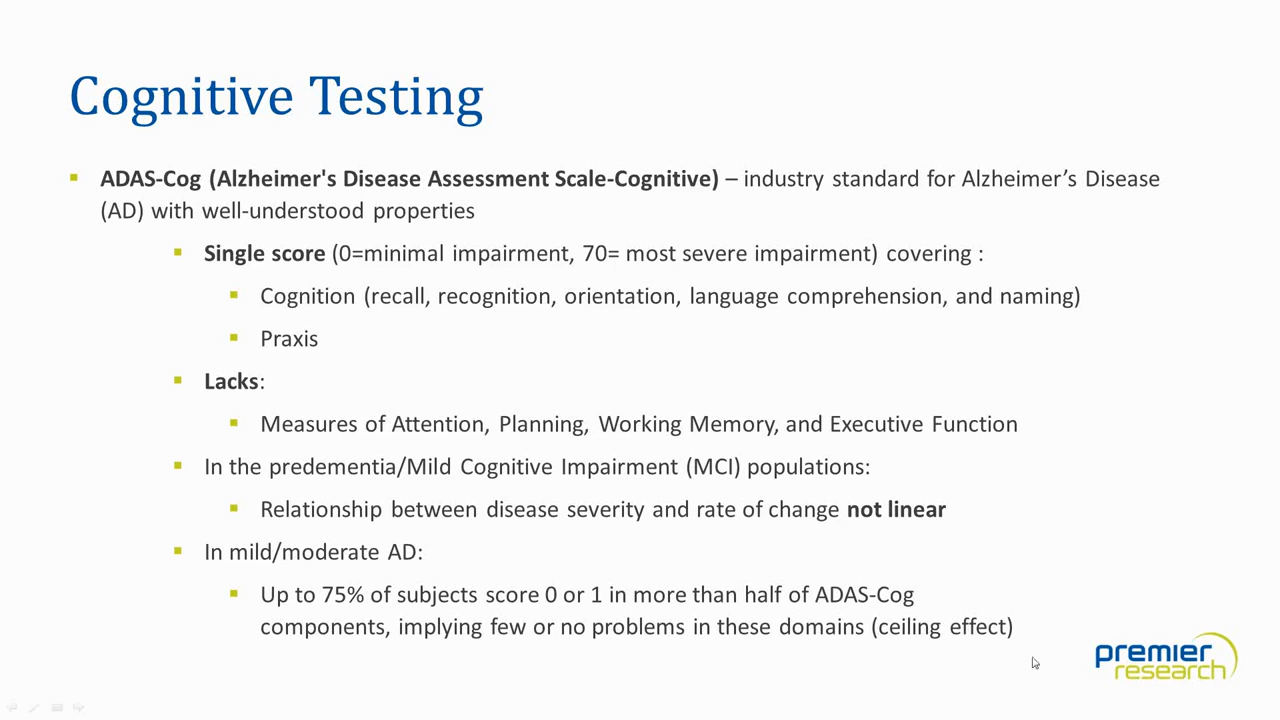 Cognitive Testing
ADAS-Cog (Alzheimer's Disease Assessment Scale-Cognitive) – industry standard for Alzheimer’s Disease
(AD) with well-understood properties
Single score (0=minimal impairment, 70= most severe impairment) covering :
Cognition (recall, recognition, orientation, language comprehension, and naming)
Praxis
Lacks:
Measures of Attention, Planning, Working Memory, and Executive Function
In the predementia/Mild Cognitive Impairment (MCI) populations:
Relationship between disease severity and rate of change not linear
In mild/moderate AD:
Up to 75% of subjects score 0 or 1 in more than half of ADAS-Cog
components, implying few or no problems in these domains (ceiling effect)
premier
research